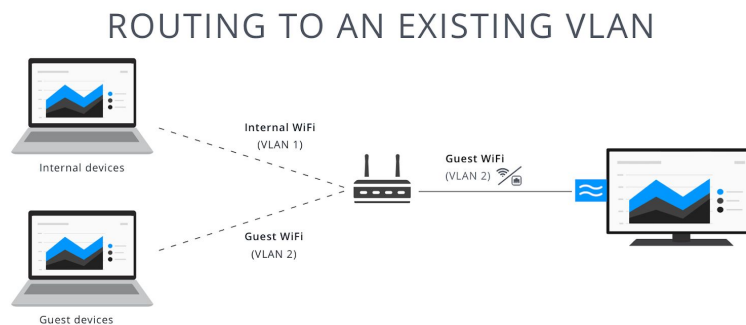 ROUTING TO AN EXISTING VLAN
Internal WiFi
(VLAN 1)
Internal devices
Guest WiFi
(VLAN 2)
Guest WiFi
(VLAN 2)
Guest devices